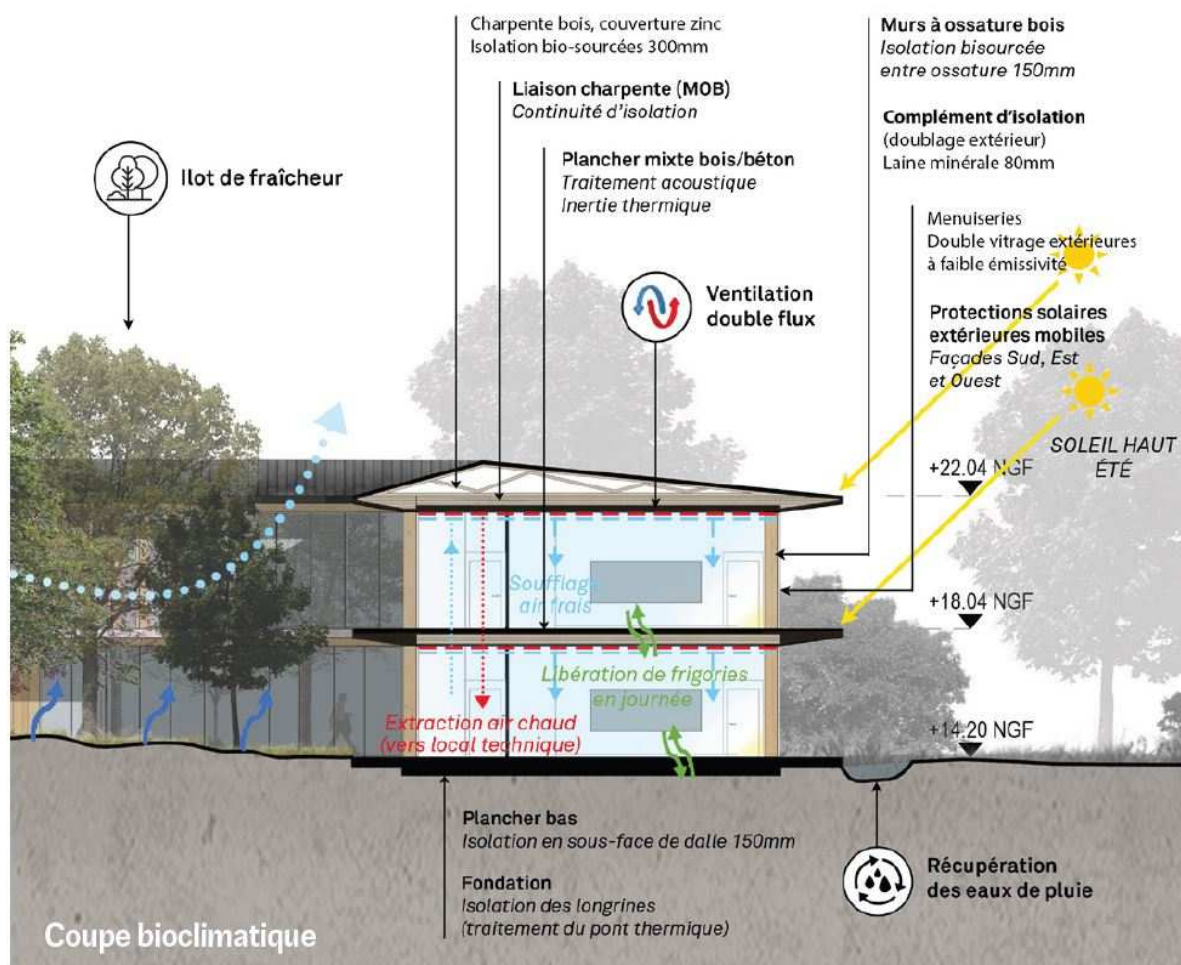 Charpente bois, couverture zinc
Isolation bio-sourcées 300mm
Murs à ossature bois
Isolation bisourcée
entre ossature 150mm
Liaison charpente (MOB)
Continuité d'isolation
Complément d'isolation
(doublage extérieur)
Laine minérale 80mm
Plancher mixte bois/béton
Traitement acoustique
Inertie thermique
Ilot de fraîcheur
Menuiseries
Double vitrage extérieures
à faible émissivité
Ventilation
double flux
Protections solaires
extérieures mobiles
Façades Sud, Est
et Ouest
SOLEIL HAUT
ÉTÉ
+22.04 NGF
Soufflage
air frais
+18.04 NGF
Libération de frigories
en journée
Extraction air chaud
(vers local technique)
+14.20 NGF
Plancher bas
Isolation en sous-face de dalle 150mm
Fondation
Isolation des longrines
(traitement du pont thermique)
Récupération
des eaux de pluie
Coupe bioclimatique